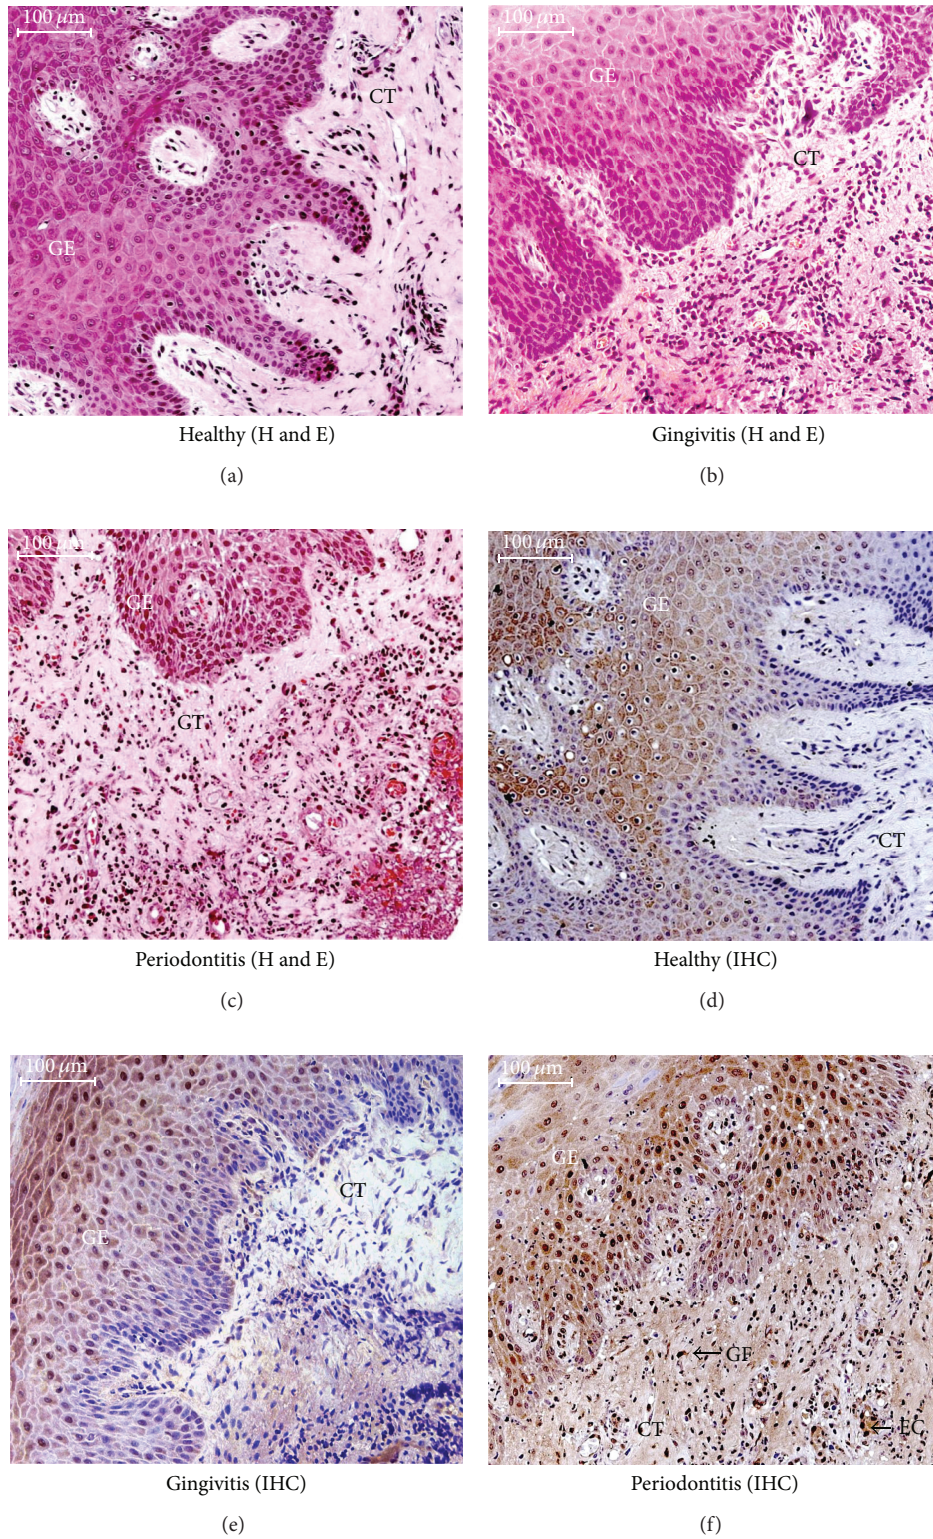 100 μm
CT
GE
Healthy (H and E)
(a)
100 μm
GE
CT
Gingivitis (H and E)
(b)
100 μm
GE
CT
Periodontitis (H and E)
(c)
100 μm
GE
CT
Healthy (IHC)
(d)
100 μm
CT
GE
Gingivitis (IHC)
(e)
100 μm
GE
GF
CT
EC
Periodontitis (IHC)
(f)